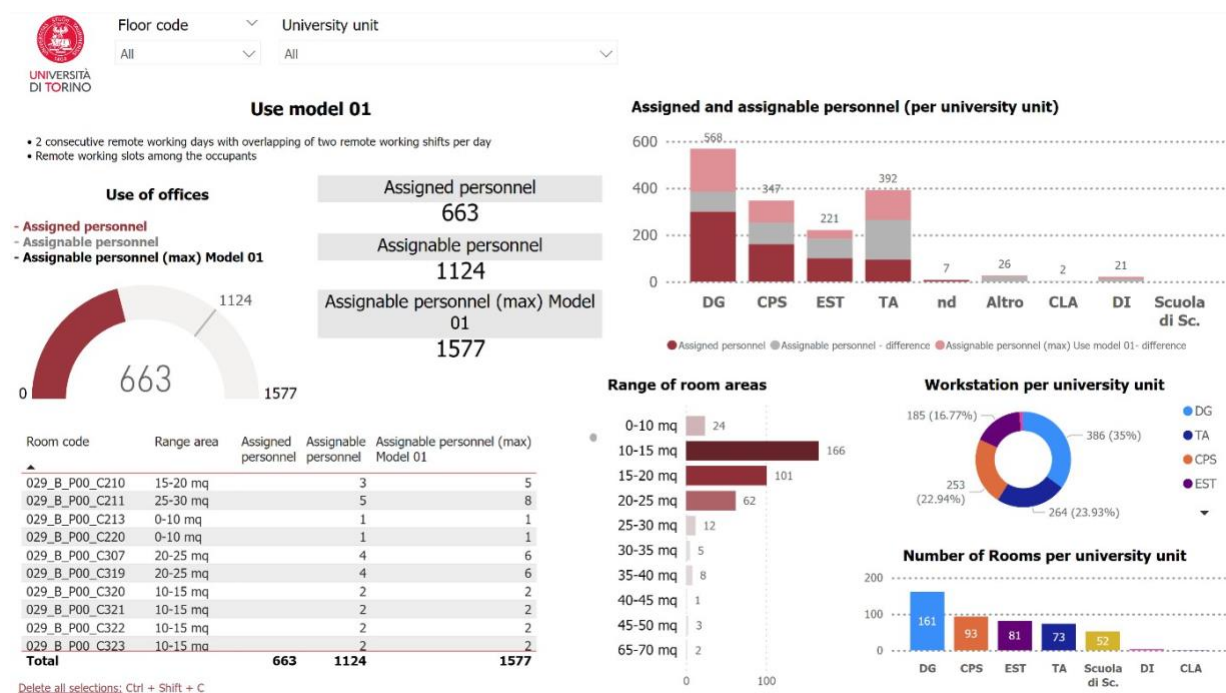 UNIVERSITÀ
DI TORINO
Floor code
All
University unit
All
Use model 01
• 2 consecutive remote working days with overlapping of two remote working shifts per day
• Remote working slots among the occupants
Use of offices
- Assigned personnel
- Assignable personnel
- Assignable personnel (max) Model 01
1124
663
0
1577
Assigned personnel
663
Assignable personnel
1124
Assignable personnel (max) Model
01
1577
Room code Range area Assigned personnel Assignable personnel Assignable personnel (max) Model 01
029_B_P00_C210 15-20 mq 3 5
029_B_P00_C211 25-30 mq 5 8
029_B_P00_C213 0-10 mq 1 1
029_B_P00_C220 0-10 mq 1 1
029_B_P00_C307 20-25 mq 4 6
029_B_P00_C319 20-25 mq 4 6
029_B_P00_C320 10-15 mq 2 2
029_B_P00_C321 10-15 mq 2 2
029_B_P00_C322 10-15 mq 2 2
029_B_P00_C323 10-15 mq 2 2
Total 663 1124 1577
Delete all selections: Ctrl + Shift + C
Assigned and assignable personnel (per university unit)
600
400
200
0
568
347
221
392
7
26
2
21
DG CPS EST TA nd Altro CLA DI Scuola
di Sc.
Assigned personnel Assignable personnel - difference Assignable personnel (max) Use model 01- difference
Range of room areas
0-10 mq 24
10-15 mq 166
15-20 mq 101
20-25 mq 62
25-30 mq 12
30-35 mq 5
35-40 mq 8
40-45 mq 1
45-50 mq 3
65-70 mq 2
0 100
Workstation per university unit
185 (16.77%)
386 (35%)
253
(22.94%)
264 (23.93%)
DG
TA
CPS
EST
Number of Rooms per university unit
200
100
0
161
93
81
73
52
DG CPS EST TA Scuola DI CLA
di Sc.